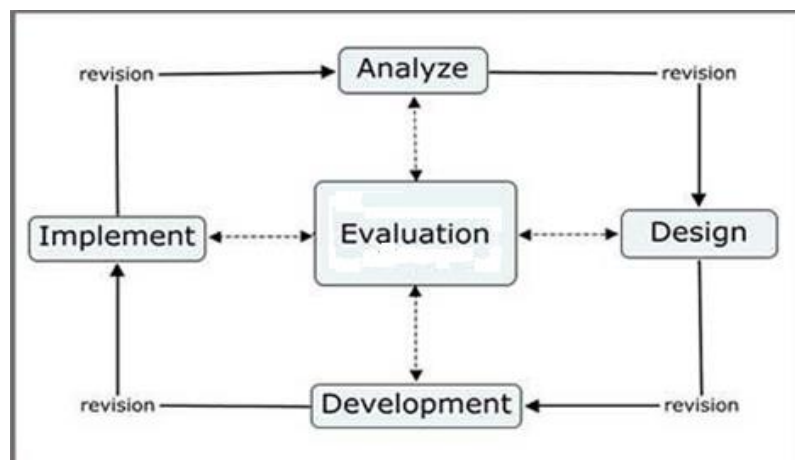 Analyze
revision
revision
Implement
Evaluation
Design
revision
Development
revision